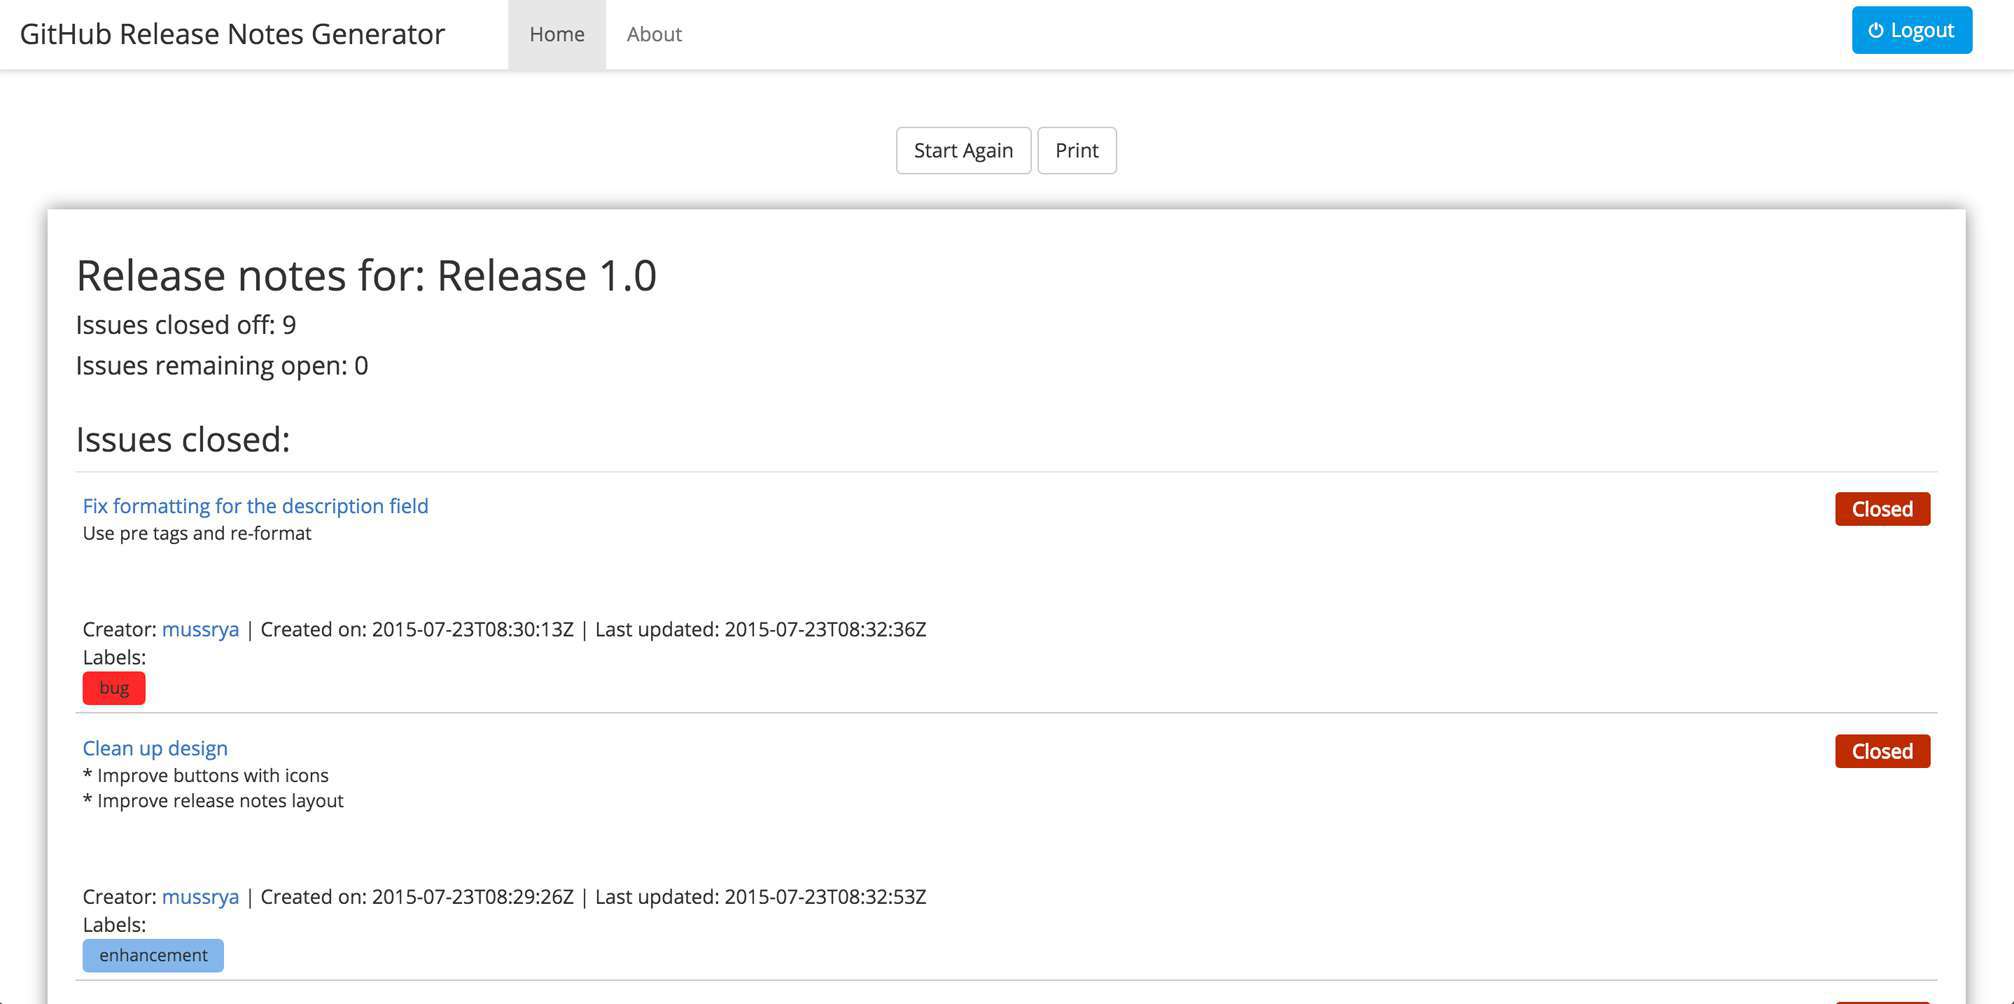 GitHub Release Notes Generator
Home
About
Logout
Start Again
Print
Release notes for: Release 1.0
Issues closed off: 9
Issues remaining open: 0
Issues closed:
Fix formatting for the description field
Closed
Use pre tags and re-format
Creator: mussrya | Created on: 2015-07-23T08:30:13Z | Last updated: 2015-07-23T08:32:36Z
Labels:
bug
Clean up design
Closed
* Improve buttons with icons
* Improve release notes layout
Creator: mussrya | Created on: 2015-07-23T08:29:26Z | Last updated: 2015-07-23T08:32:53Z
Labels:
enhancement